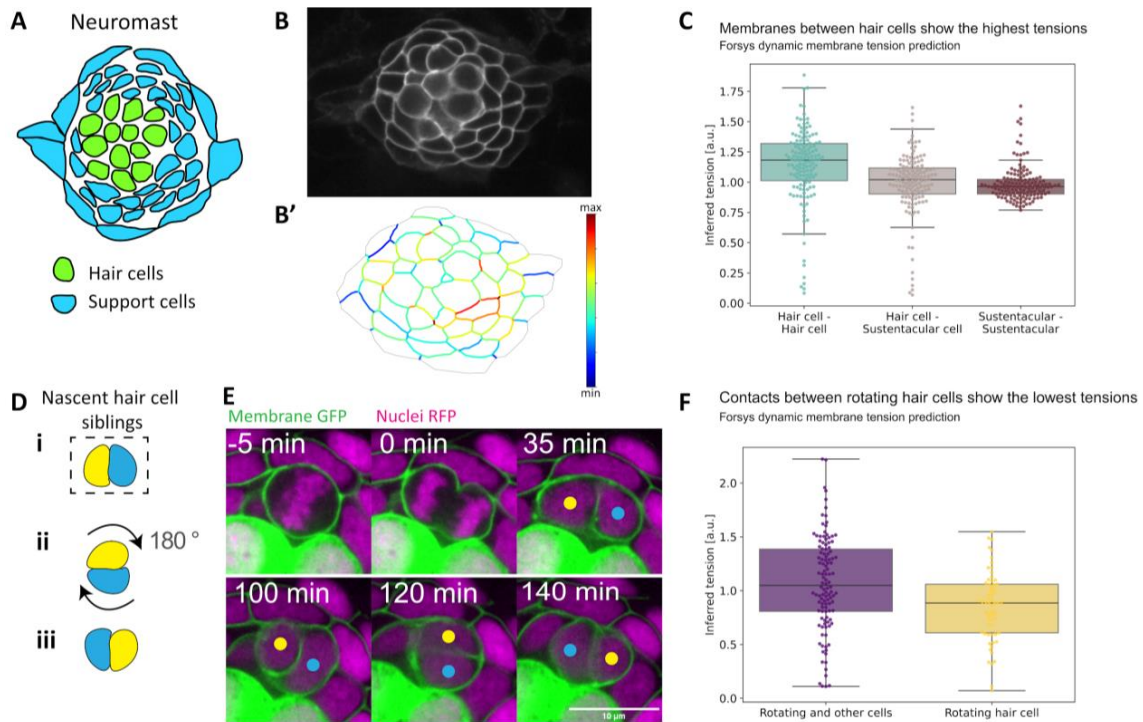 A
Neuromast
Hair cells
Support cells
B
B'
max
min
C
Membranes between hair cells show the highest tensions
Forsys dynamic membrane tension prediction
Inferred tension [a.u.]
1.75
1.50
1.25
1.00
0.75
0.50
0.25
0.00
Hair cell -
Hair cell
Hair cell -
Sustentacular cell
Sustentacular -
Sustentacular
D
Nascent hair cell
siblings
i
ii
180 °
iii
E
Membrane GFP
Nuclei RFP
-5 min
0 min
35 min
100 min
120 min
140 min
10 μm
F
Contacts between rotating hair cells show the lowest tensions
Forsys dynamic membrane tension prediction
Inferred tension [a.u.]
2.0
1.5
1.0
0.5
0.0
Rotating and other cells
Rotating hair cell